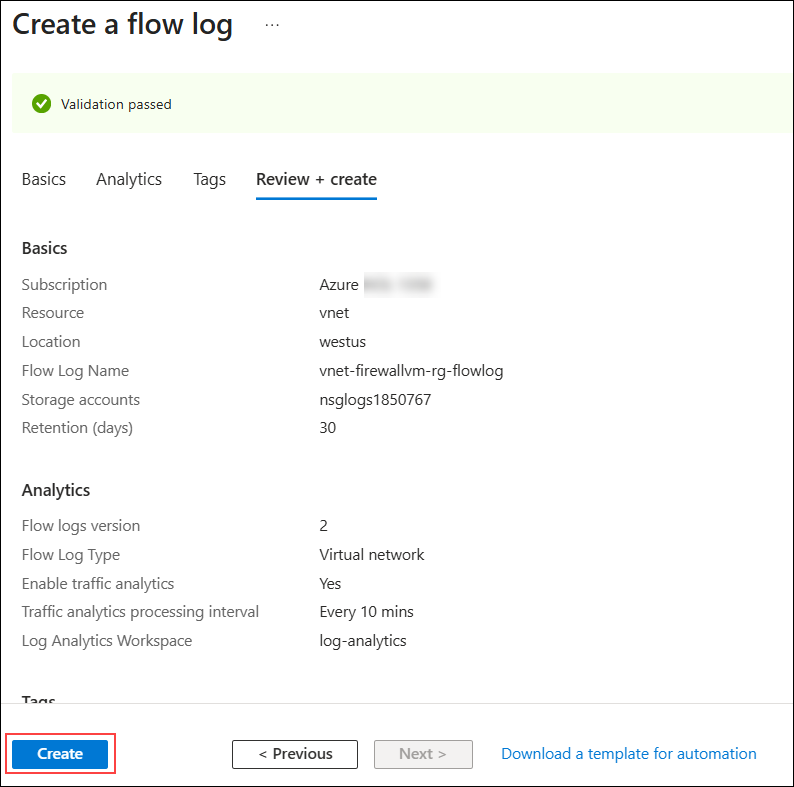 Create a flow log ...
Validation passed
Basics Analytics Tags Review + create
Basics
Subscription Azure
Resource vnet
Location westus
Flow Log Name vnet-firewallvm-rg-flowlog
Storage accounts nsglogs1850767
Retention (days) 30
Analytics
Flow logs version 2
Flow Log Type Virtual network
Enable traffic analytics Yes
Traffic analytics processing interval Every 10 mins
Log Analytics Workspace log-analytics
Tags
Create < Previous Next > Download a template for automation